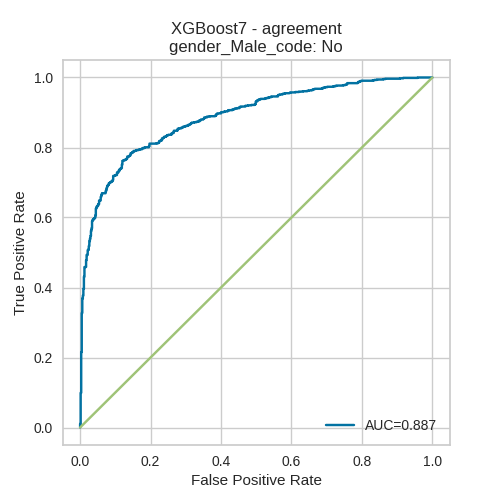 XGBoost7 - agreement
gender_Male_code: No
True Positive Rate
1.0
0.8
0.6
0.4
0.2
0.0
AUC=0.887
0.0 0.2 0.4 0.6 0.8 1.0
False Positive Rate